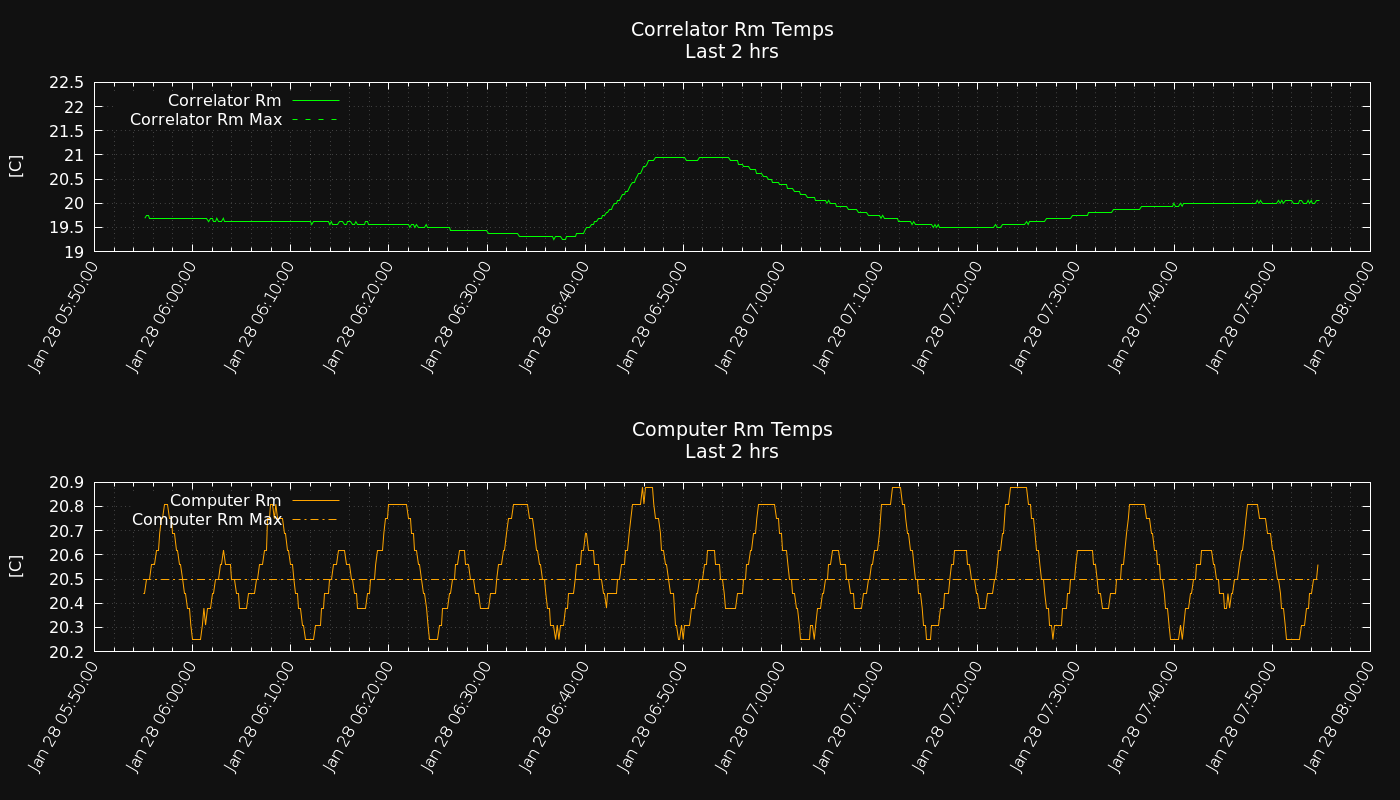 Correlator Rm Temps
Last 2 hrs
22.5
22
21.5
21
20.5
20
19.5
19
[C]
Correlator Rm
Correlator Rm Max
Jan 28 05:50:00
Jan 28 06:00:00
Jan 28 06:10:00
Jan 28 06:20:00
Jan 28 06:30:00
Jan 28 06:40:00
Jan 28 06:50:00
Jan 28 07:00:00
Jan 28 07:10:00
Jan 28 07:20:00
Jan 28 07:30:00
Jan 28 07:40:00
Jan 28 07:50:00
Jan 28 08:00:00
Computer Rm Temps
Last 2 hrs
20.9
20.8
20.7
20.6
20.5
20.4
20.3
20.2
[C]
Computer Rm
Computer Rm Max
Jan 28 05:50:00
Jan 28 06:00:00
Jan 28 06:10:00
Jan 28 06:20:00
Jan 28 06:30:00
Jan 28 06:40:00
Jan 28 06:50:00
Jan 28 07:00:00
Jan 28 07:10:00
Jan 28 07:20:00
Jan 28 07:30:00
Jan 28 07:40:00
Jan 28 07:50:00
Jan 28 08:00:00